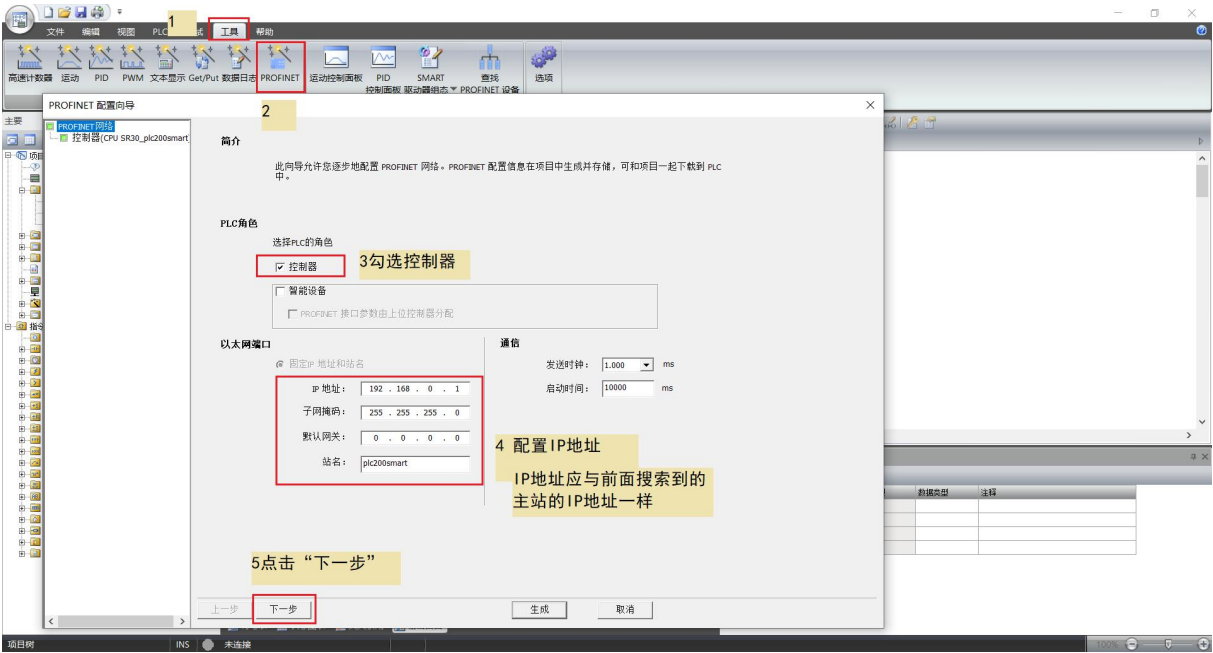 1
文件 编辑 视图 PLC 试 工具 帮助
高速计数器 运动 PID PWM 文本显示 Get/Put 数据日志 PROFINET 运动控制面板 PID SMART 查找 选项
控制面板 驱动器组态 PROFINET 设备
PROFINET 配置向导
2
主要
PROFINET 网络
控制器(CPU SR30_plc200smart
简介
此向导允许您逐步地配置 PROFINET 网络。PROFINET 配置信息在项目中生成并存储，可和项目一起下载到 PLC
中。
PLC角色
选择PLC的角色
控制器
3勾选控制器
智能设备
PROFINET 接口参数由上位控制器分配
以太网端口
通信
固定IP 地址和站名
发送时钟： 1.000 ms
IP 地址： 192 . 168 . 0 . 1
启动时间： 10000 ms
子网掩码： 255 . 255 . 255 . 0
默认网关： 0 . 0 . 0 . 0
站名： plc200smart
4 配置IP地址
IP地址应与前面搜索到的
主站的IP地址一样
数据类型 注释
5点击“下一步”
上一步 下一步 生成 取消
项目树 INS 未连接 100%